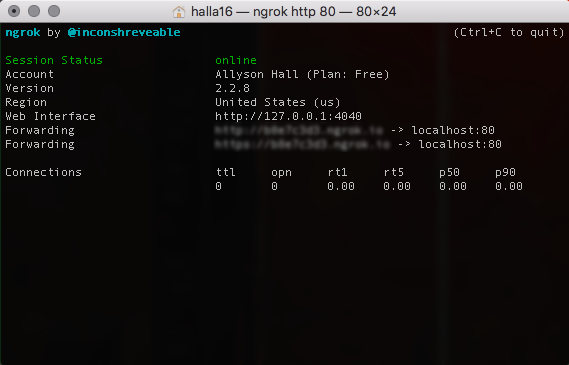 halla16 — ngrok http 80 — 80×24
ngrok by @inconshreveable (Ctrl+C to quit)
Session Status online
Account Allyson Hall (Plan: Free)
Version 2.2.8
Region United States (us)
Web Interface http://127.0.0.1:4040
Forwarding -> localhost:80
Forwarding -> localhost:80
Connections ttl opn rt1 rt5 p50 p90
0 0 0.00 0.00 0.00 0.00